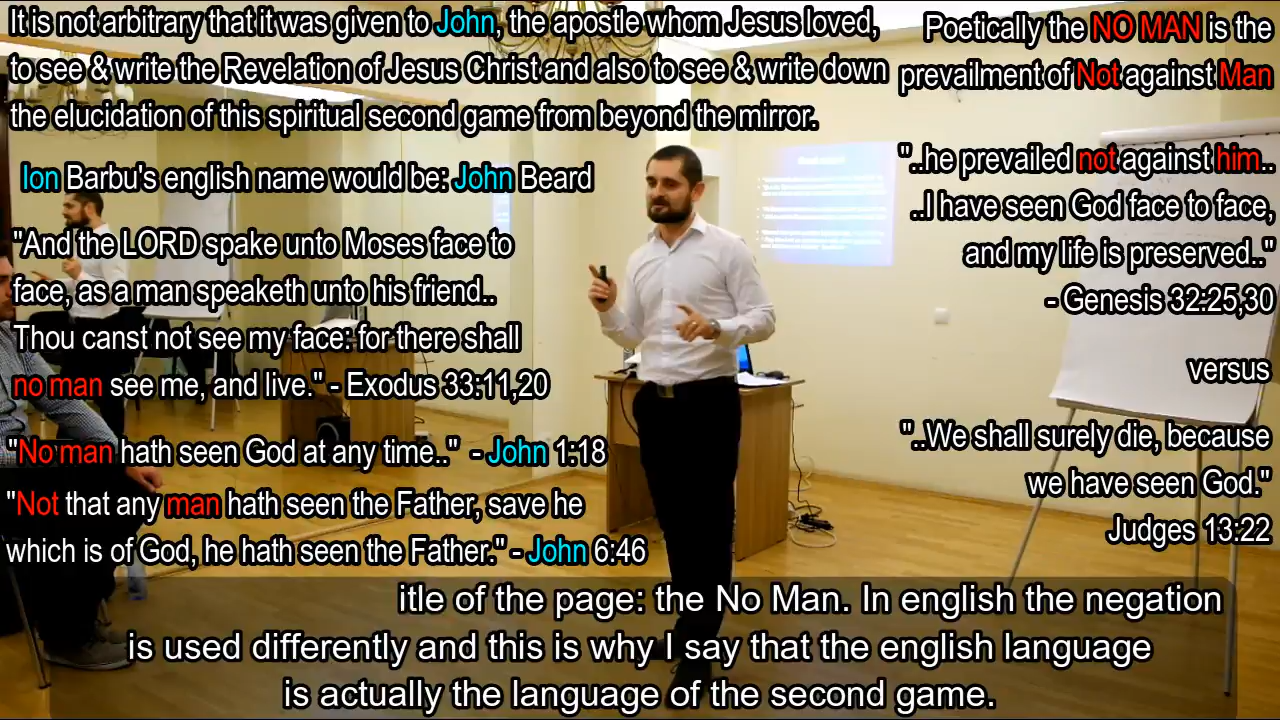 It is not arbitrary that it was given to John, the apostle whom Jesus loved,
to see & write the Revelation of Jesus Christ and also to see & write down
the elucidation of this spiritual second game from beyond the mirror.
Ion Barbu's english name would be: John Beard
"And the LORD spake unto Moses face to
face, as a man speaketh unto his friend..
Thou canst not see my face: for there shall
no man see me, and live." - Exodus 33:11,20
"No man hath seen God at any time.." - John 1:18
"Not that any man hath seen the Father, save he
which is of God, he hath seen the Father." - John 6:46
Poetically the NO MAN is the
prevailment of Not against Man
"..he prevailed not against him..
..I have seen God face to face,
and my life is preserved.."
- Genesis 32:25,30
versus
"..We shall surely die, because
we have seen God."
Judges 13:22
itle of the page: the No Man. In english the negation
is used differently and this is why I say that the english language
is actually the language of the second game.